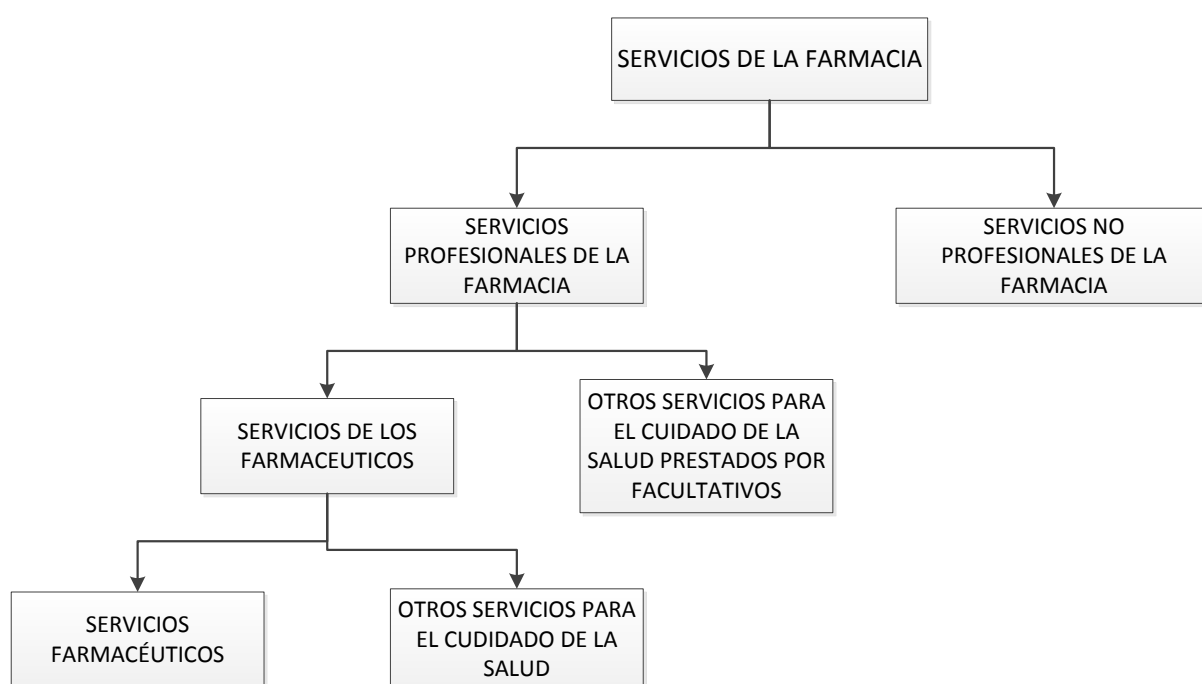 SERVICIOS DE LA FARMACIA
SERVICIOS
PROFESIONALES DE LA
FARMACIA
SERVICIOS NO
PROFESIONALES DE LA
FARMACIA
SERVICIOS DE LOS
FARMACEUTICOS
OTROS SERVICIOS PARA
EL CUIDADO DE LA
SALUD PRESTADOS POR
FACULTATIVOS
SERVICIOS
FARMACÉUTICOS
OTROS SERVICIOS PARA
EL CUDIDADO DE LA
SALUD